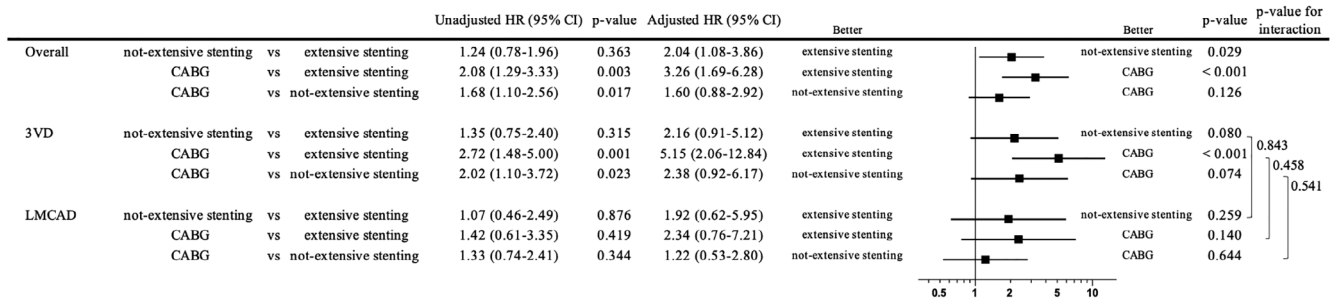 Unadjusted HR (95% CI) p-value Adjusted HR (95% CI) Better Better p-value p-value for interaction
Overall not-extensive stenting vs extensive stenting 1.24 (0.78-1.96) 0.363 2.04 (1.08-3.86) extensive stenting not-extensive stenting 0.029
CABG vs extensive stenting 2.08 (1.29-3.33) 0.003 3.26 (1.69-6.28) extensive stenting CABG < 0.001
CABG vs not-extensive stenting 1.68 (1.10-2.56) 0.017 1.60 (0.88-2.92) not-extensive stenting CABG 0.126
3VD not-extensive stenting vs extensive stenting 1.35 (0.75-2.40) 0.315 2.16 (0.91-5.12) extensive stenting not-extensive stenting 0.080
0.843
CABG vs extensive stenting 2.72 (1.48-5.00) 0.001 5.15 (2.06-12.84) extensive stenting CABG < 0.001
0.458
CABG vs not-extensive stenting 2.02 (1.10-3.72) 0.023 2.38 (0.92-6.17) not-extensive stenting CABG 0.074
0.541
LMCAD not-extensive stenting vs extensive stenting 1.07 (0.46-2.49) 0.876 1.92 (0.62-5.95) extensive stenting not-extensive stenting 0.259
CABG vs extensive stenting 1.42 (0.61-3.35) 0.419 2.34 (0.76-7.21) extensive stenting CABG 0.140
CABG vs not-extensive stenting 1.33 (0.74-2.41) 0.344 1.22 (0.53-2.80) not-extensive stenting CABG 0.644
0.5 1 2 5 10